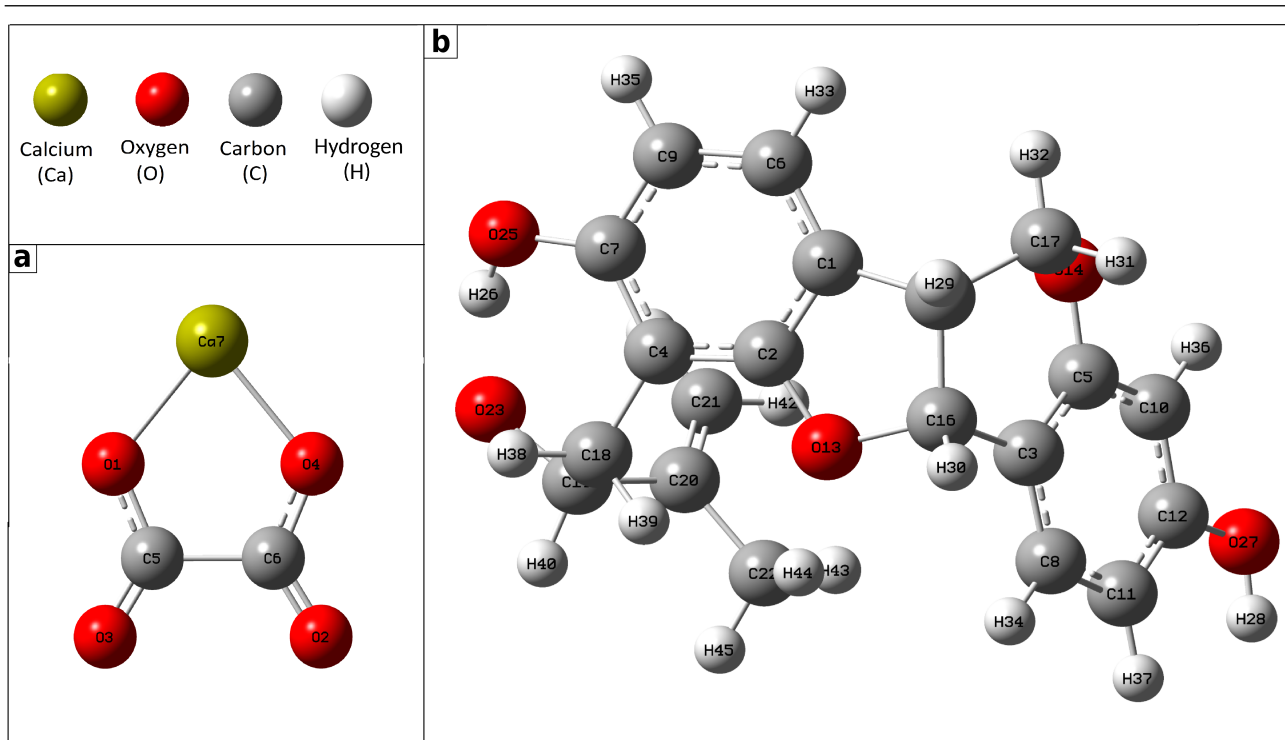 b
Calcium
(Ca)
Oxygen
(O)
Carbon
(C)
Hydrogen
(H)
a
Ca7
O1
O4
C5
C6
O3
O2
H35
H33
C9
C6
H32
O25
C7
C17
H31
C1
H26
H29
C4
C2
H36
C5
C21
H42
C10
O23
C16
O13
H38
C18
C3
H30
C20
H39
C12
O27
H40
C22
H44
H43
C8
C11
H34
H28
H45
H37